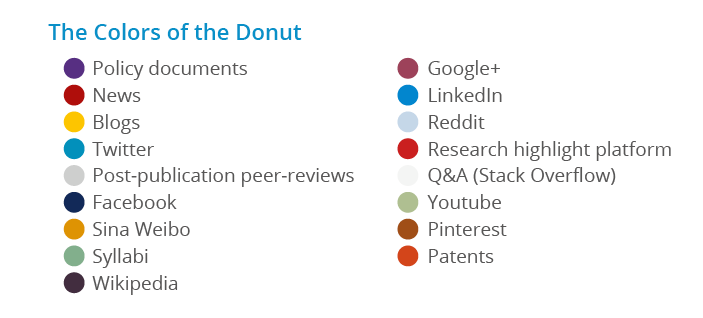 The Colors of the Donut
Policy documents
News
Blogs
Twitter
Post-publication peer-reviews
Facebook
Sina Weibo
Syllabi
Wikipedia
Google+
LinkedIn
Reddit
Research highlight platform
Q&A (Stack Overflow)
Youtube
Pinterest
Patents